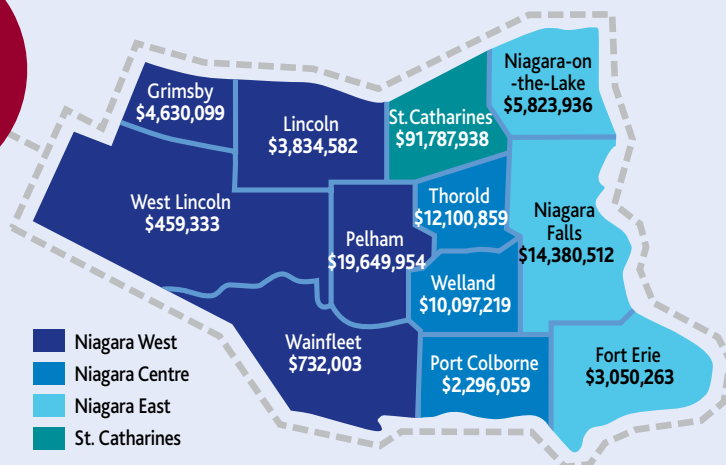 Niagara-on
-the-Lake
$5,823,936
Grimsby
$4,630,099
Lincoln
$3,834,582
St.Catharines
$91,787,938
West Lincoln
$459,333
Thorold
$12,100,859
Niagara
Falls
$14,380,512
Pelham
$19,649,954
Welland
$10,097,219
Wainfleet
$732,003
Port Colborne
$2,296,059
Fort Erie
$3,050,263
Niagara West
Niagara Centre
Niagara East
St. Catharines